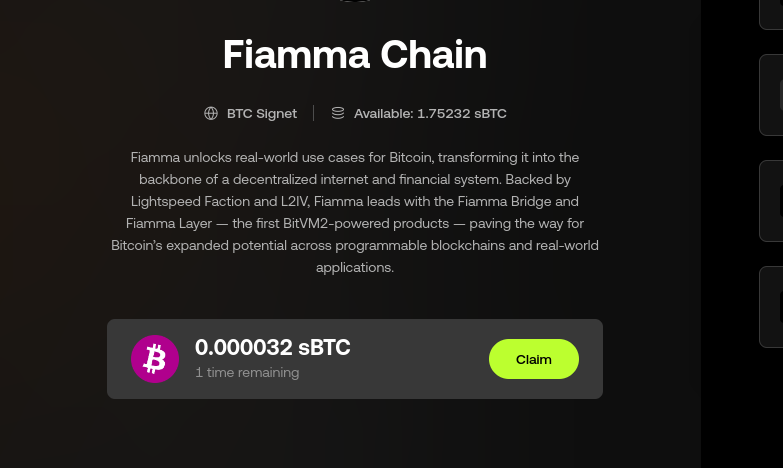 Fiamma Chain
BTC Signet
Available: 1.75232 sBTC
Fiamma unlocks real-world use cases for Bitcoin, transforming it into the
backbone of a decentralized internet and financial system. Backed by
Lightspeed Faction and L2IV, Fiamma leads with the Fiamma Bridge and
Fiamma Layer — the first BitVM2-powered products — paving the way for
Bitcoin’s expanded potential across programmable blockchains and real-world
applications.
0.000032 sBTC
1 time remaining
Claim